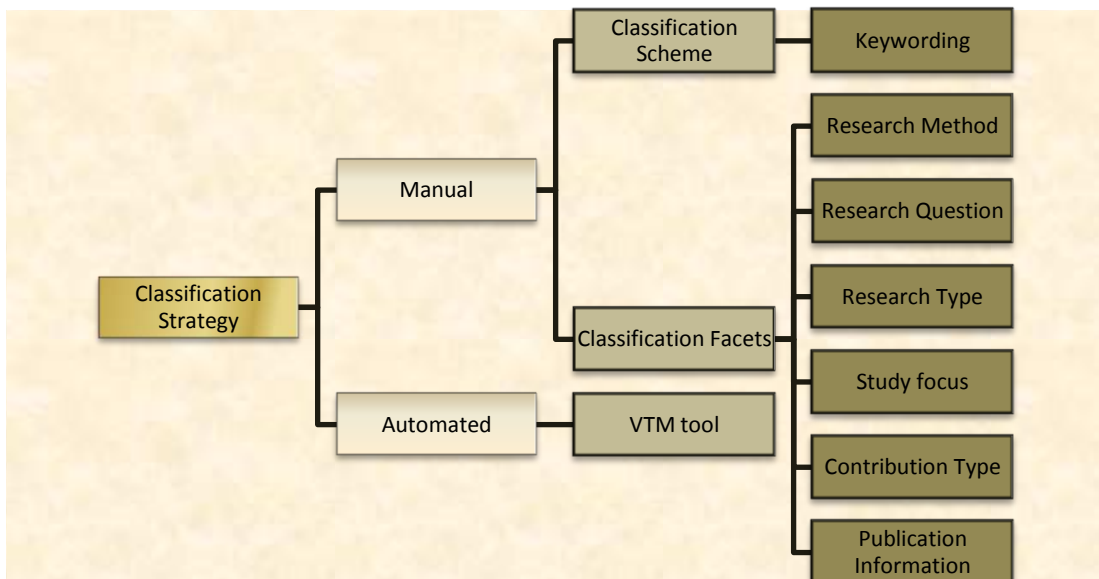 Classification
Scheme
Keywording
Research Method
Manual
Research Question
Classification
Strategy
Research Type
Classification Facets
Study focus
Automated
VTM tool
Contribution Type
Publication
Information